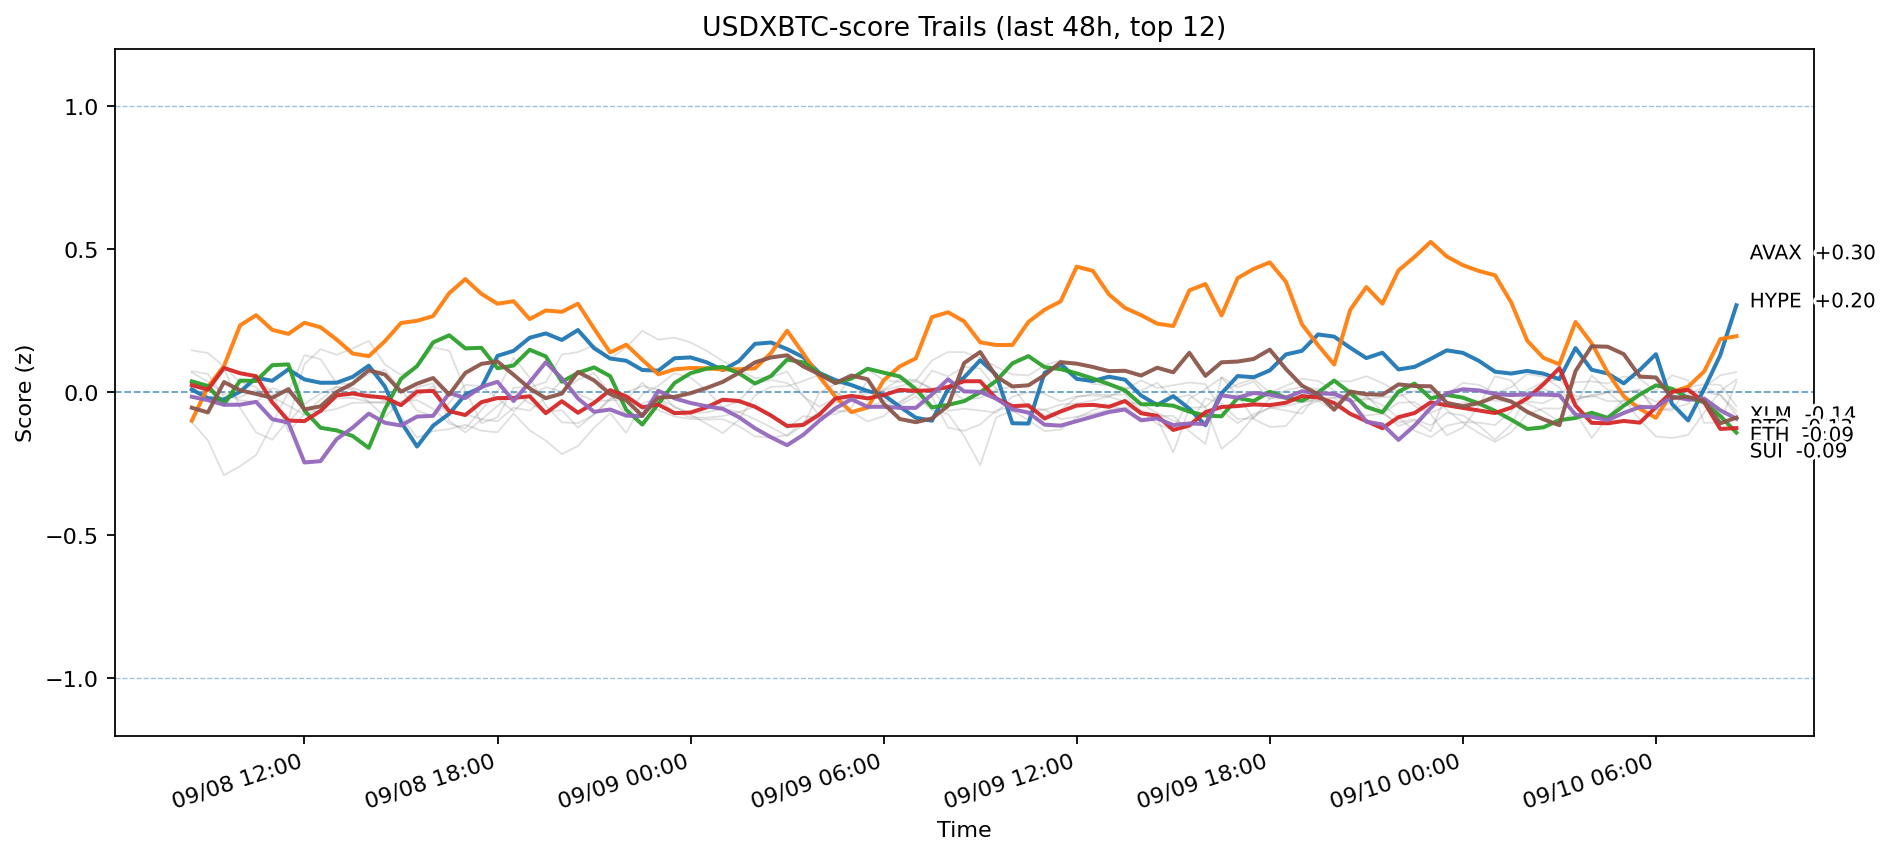 USDXBTC-score Trails (last 48h, top 12)
Score (z)
1.0
0.5
0.0
−0.5
−1.0
AVAX +0.30
HYPE +0.20
XLM -0.14
ETH -0.09
SUI -0.09
09/08 12:00
09/08 18:00
09/09 00:00
09/09 06:00
09/09 12:00
09/09 18:00
09/10 00:00
09/10 06:00
Time